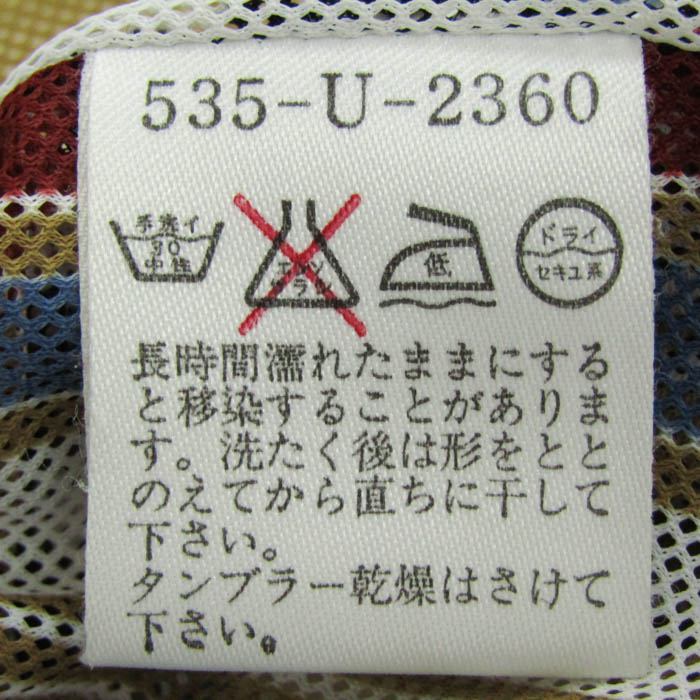 535-U-2360
手洗イ
30
中性
エンソ
サラシ
低
ドライ
セキユ系
長時間濡れたままにする
と移染することがありま
す。洗たく後は形をとと
のえてから直ちに干して
下さい。
タンブラー乾燥はさけて
下さい。